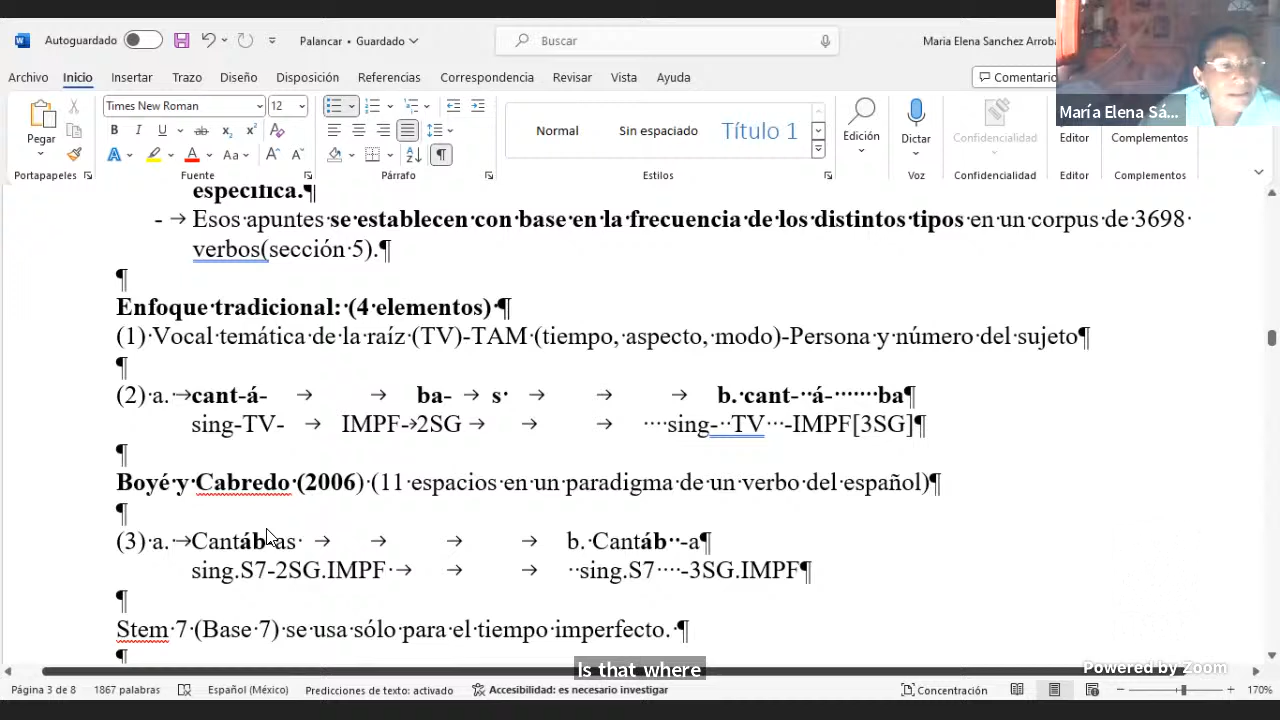 Autoguardado
Palancar • Guardado
Buscar
Maria Elena Sanchez Arroba
Archivo Inicio Insertar Trazo Diseño Disposición Referencias Correspondencia Revisar Vista Ayuda
Comentario
María Elena Sá...
Pegar
Times New Roman 12
Normal Sin espaciado Título 1
Edición Dictar Confidencialidad Editor Complementos
Portapapeles Fuente Párrafo Estilos Voz Confidencialidad Editor Complementos
específica.¶
- → Esos·apuntes·se·establecen·con·base·en·la·frecuencia·de·los·distintos·tipos·en·un·corpus·de·3698·
verbos(sección·5).¶
¶
Enfoque·tradicional:·(4·elementos)·¶
(1)·Vocal·temática·de·la·raíz·(TV)-TAM·(tiempo,·aspecto,·modo)-Persona·y·número·del·sujeto¶
¶
(2)·a.→cant-á- → → ba- → s· → → → b.·cant-··á-·······ba¶
sing-TV- → IMPF-→2SG → → → ····sing-··TV···-IMPF[3SG]¶
¶
Boyé·y·Cabredo·(2006)·(11·espacios·en·un·paradigma·de·un·verbo·del·español)¶
¶
(3)·a.→Cantáb-as· → → → → b.·Cantáb··-a¶
sing.S7-2SG.IMPF·→ → → ··sing.S7····-3SG.IMPF¶
¶
Stem·7·(Base·7)·se·usa·sólo·para·el·tiempo·imperfecto.·¶
¶
Is that where
Powered by Zoom
Página 3 de 8 1867 palabras Español (México) Predicciones de texto: activado Accesibilidad: es necesario investigar Concentración 170%